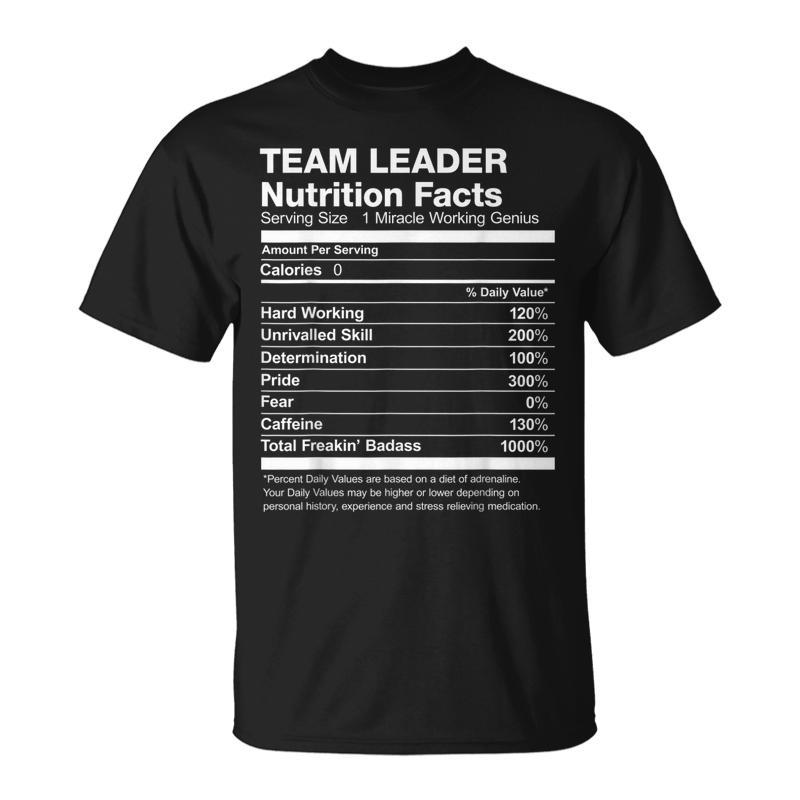 TEAM LEADER
Nutrition Facts
Serving Size 1 Miracle Working Genius
Amount Per Serving
Calories 0
% Daily Value*
Hard Working 120%
Unrivalled Skill 200%
Determination 100%
Pride 300%
Fear 0%
Caffeine 130%
Total Freakin' Badass 1000%
*Percent Daily Values are based on a diet of adrenaline.
Your Daily Values may be higher or lower depending on
personal history, experience and stress relieving medication.